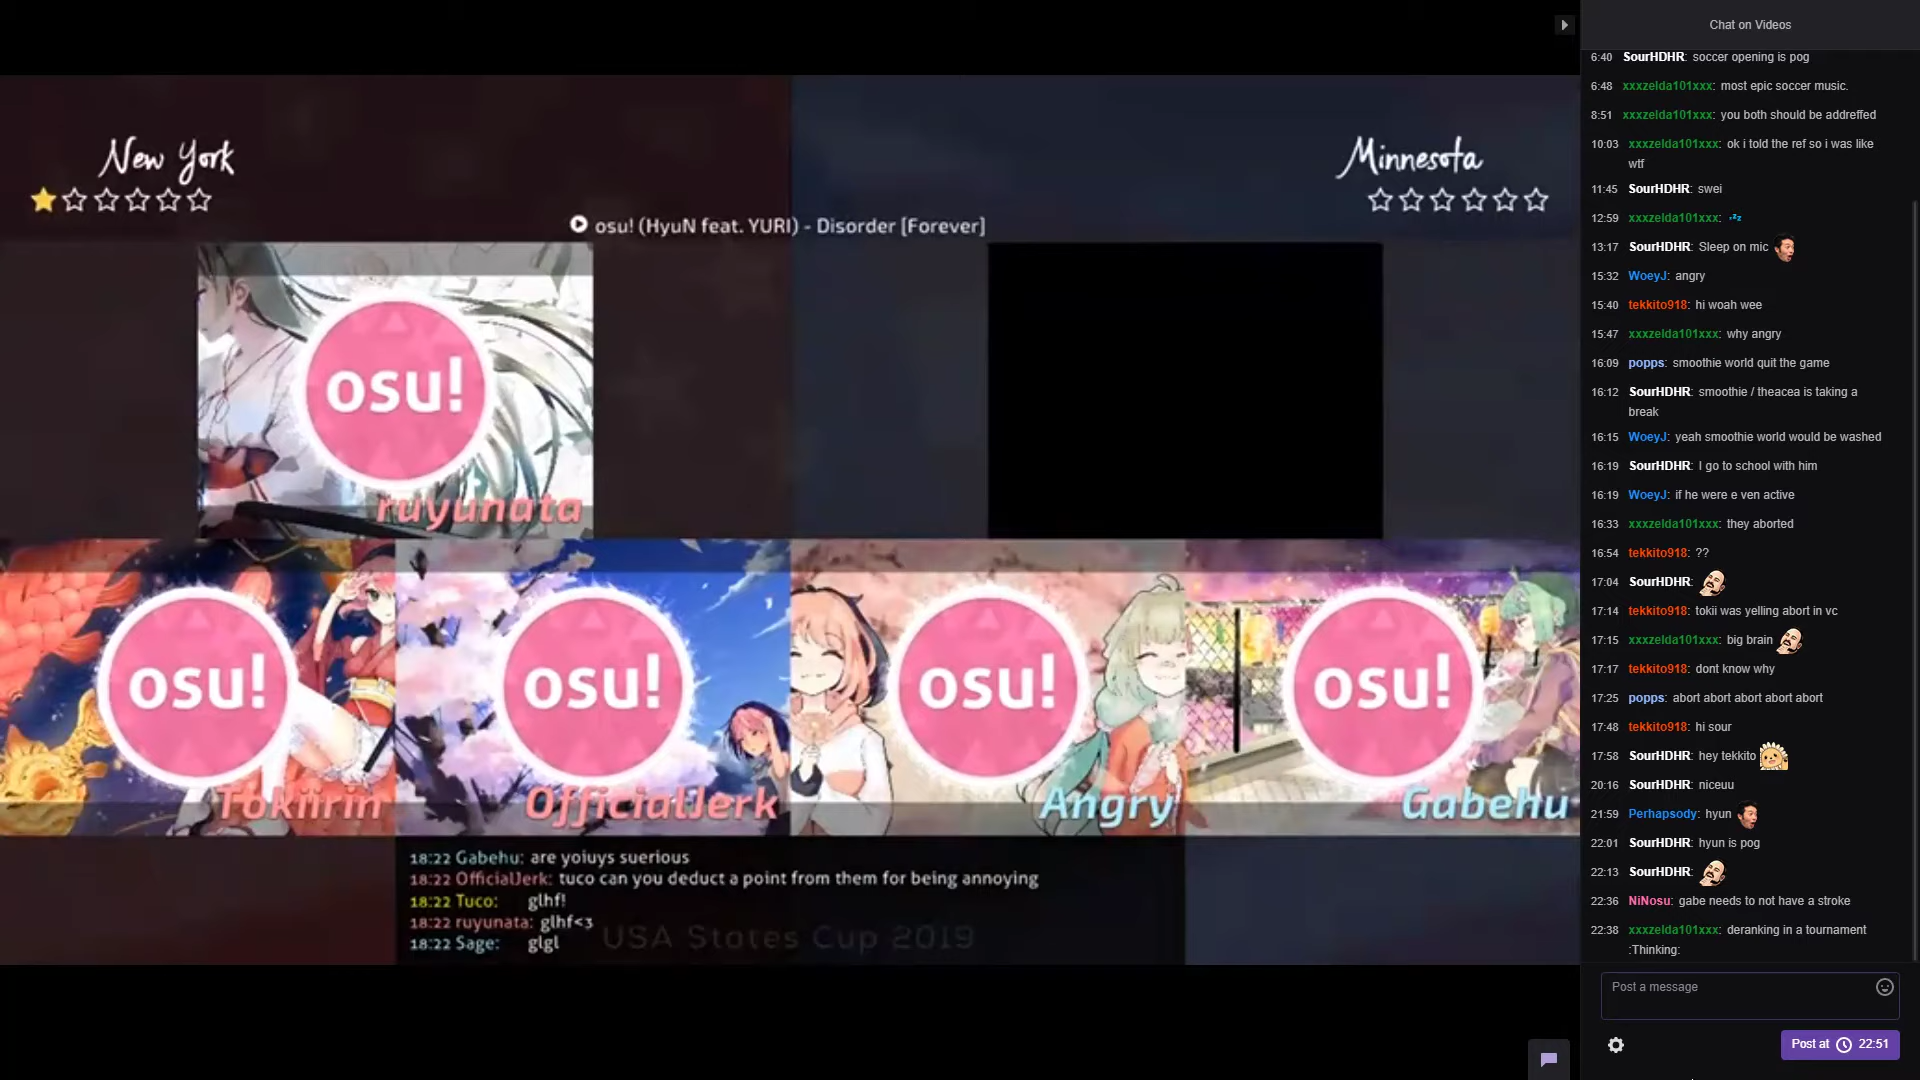 New York
Minnesota
osu! (HyuN feat. YURI) - Disorder [Forever]
osu!
ruyunata
osu!
osu!
osu!
osu!
Tokiirin
OfficialJerk
Angry
Gabehu
18:22 Gabehu: are yoiuys suerious
18:22 OfficialJerk: tuco can you deduct a point from them for being annoying
18:22 Tuco: glhf!
18:22 ruyunata: glhf<3
18:22 Sage: glgl
USA States Cup 2019
Chat on Videos
6:40 SourHDHR: soccer opening is pog
6:48 xxxzelda101xxx: most epic soccer music.
8:51 xxxzelda101xxx: you both should be addreffed
10:03 xxxzelda101xxx: ok i told the ref so i was like
wtf
11:45 SourHDHR: swei
12:59 xxxzelda101xxx: zzz
13:17 SourHDHR: Sleep on mic
15:32 WoeyJ: angry
15:40 tekkito918: hi woah wee
15:47 xxxzelda101xxx: why angry
16:09 popps: smoothie world quit the game
16:12 SourHDHR: smoothie / theacea is taking a
break
16:15 WoeyJ: yeah smoothie world would be washed
16:19 SourHDHR: I go to school with him
16:19 WoeyJ: if he were e ven active
16:33 xxxzelda101xxx: they aborted
16:54 tekkito918: ??
17:04 SourHDHR:
17:14 tekkito918: tokii was yelling abort in vc
17:15 xxxzelda101xxx: big brain
17:17 tekkito918: dont know why
17:25 popps: abort abort abort abort abort
17:48 tekkito918: hi sour
17:58 SourHDHR: hey tekkito
20:16 SourHDHR: niceuu
21:59 Perhapsody: hyun
22:01 SourHDHR: hyun is pog
22:13 SourHDHR:
22:36 NiNosu: gabe needs to not have a stroke
22:38 xxxzelda101xxx: deranking in a tournament
:Thinking:
Post a message
Post at 22:51